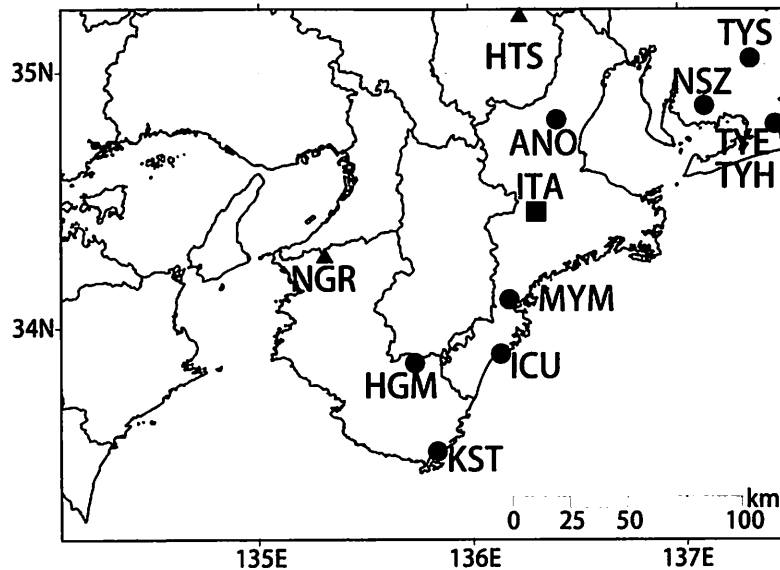 TYS
35N
HTS
NSZ
ANO
TYE
ITA
TYH
NGR
MYM
34N
ICU
HGM
KST
km
0 25 50 100
135E 136E 137E